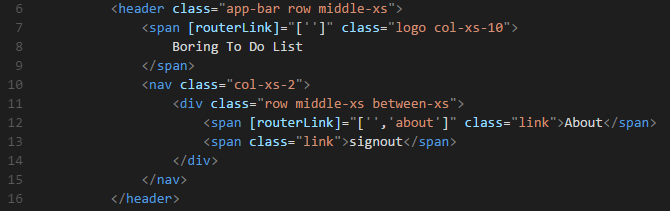 6 <header class="app-bar row middle-xs">
7 <span [routerLink]="['']" class="logo col-xs-10">
8 Boring To Do List
9 </span>
10 <nav class="col-xs-2">
11 <div class="row middle-xs between-xs">
12 <span [routerLink]="['','about']" class="link">About</span>
13 <span class="link">signout</span>
14 </div>
15 </nav>
16 </header>